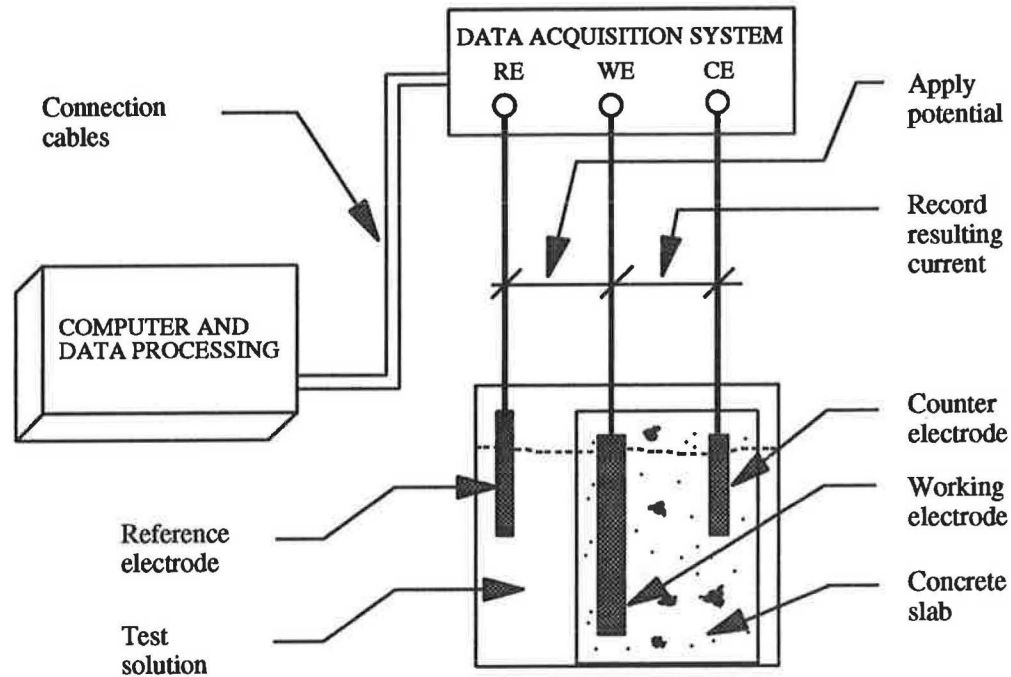 DATA ACQUISITION SYSTEM
RE WE CE
Connection
cables
Apply
potential
Record
resulting
current
COMPUTER AND
DATA PROCESSING
Counter
electrode
Working
electrode
Reference
electrode
Concrete
slab
Test
solution